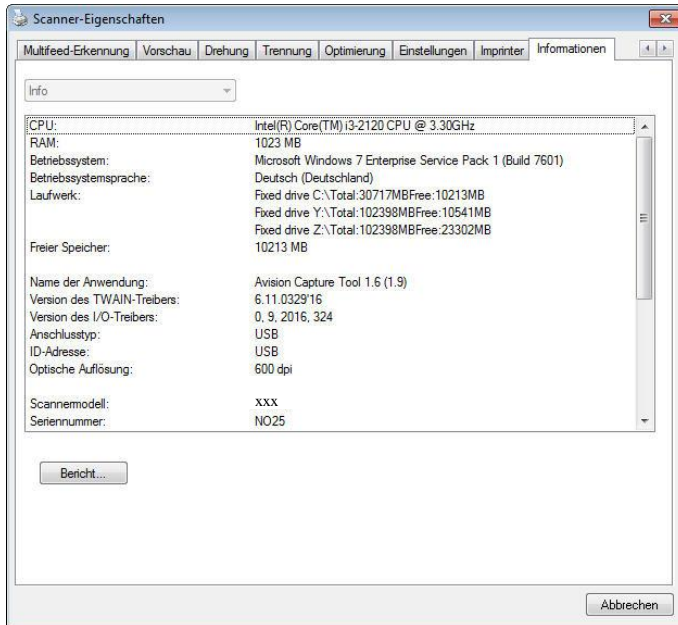 Scanner-Eigenschaften
Multifeed-Erkennung Vorschau Drehung Trennung Optimierung Einstellungen Imprinter Informationen
Info
CPU: Intel(R) Core(TM) i3-2120 CPU @ 3.30GHz
RAM: 1023 MB
Betriebssystem: Microsoft Windows 7 Enterprise Service Pack 1 (Build 7601)
Betriebssystemsprache: Deutsch (Deutschland)
Laufwerk: Fixed drive C:\Total:30717MBFree:10213MB
Fixed drive Y:\Total:102398MBFree:10541MB
Fixed drive Z:\Total:102398MBFree:23302MB
Freier Speicher: 10213 MB
Name der Anwendung: Avision Capture Tool 1.6 (1.9)
Version des TWAIN-Treibers: 6.11.0329'16
Version des I/O-Treibers: 0, 9, 2016, 324
Anschlusstyp: USB
ID-Adresse: USB
Optische Auflösung: 600 dpi
Scannermodell: xxx
Seriennummer: NO25
Bericht...
Abbrechen